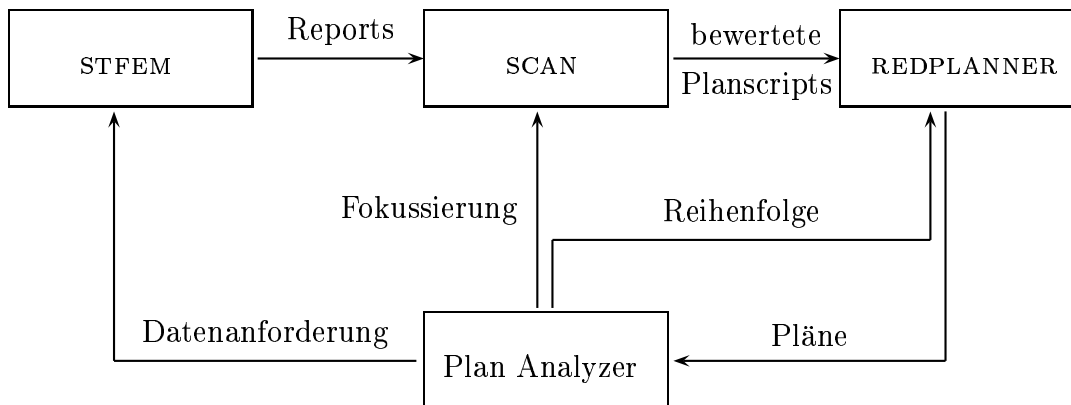 Reports
bewertete
STFEM
SCAN
REDPLANNER
Planscripts
Fokussierung
Reihenfolge
Datenanforderung
Pläne
Plan Analyzer